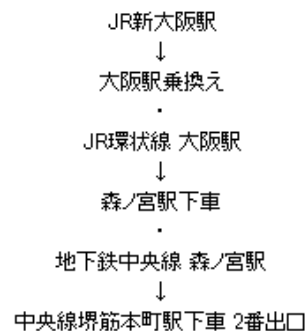 JR新大阪駅
↓
大阪駅乗換え
・
JR環状線 大阪駅
↓
森ノ宮駅下車
・
地下鉄中央線 森ノ宮駅
↓
中央線堺筋本町駅下車 2番出口